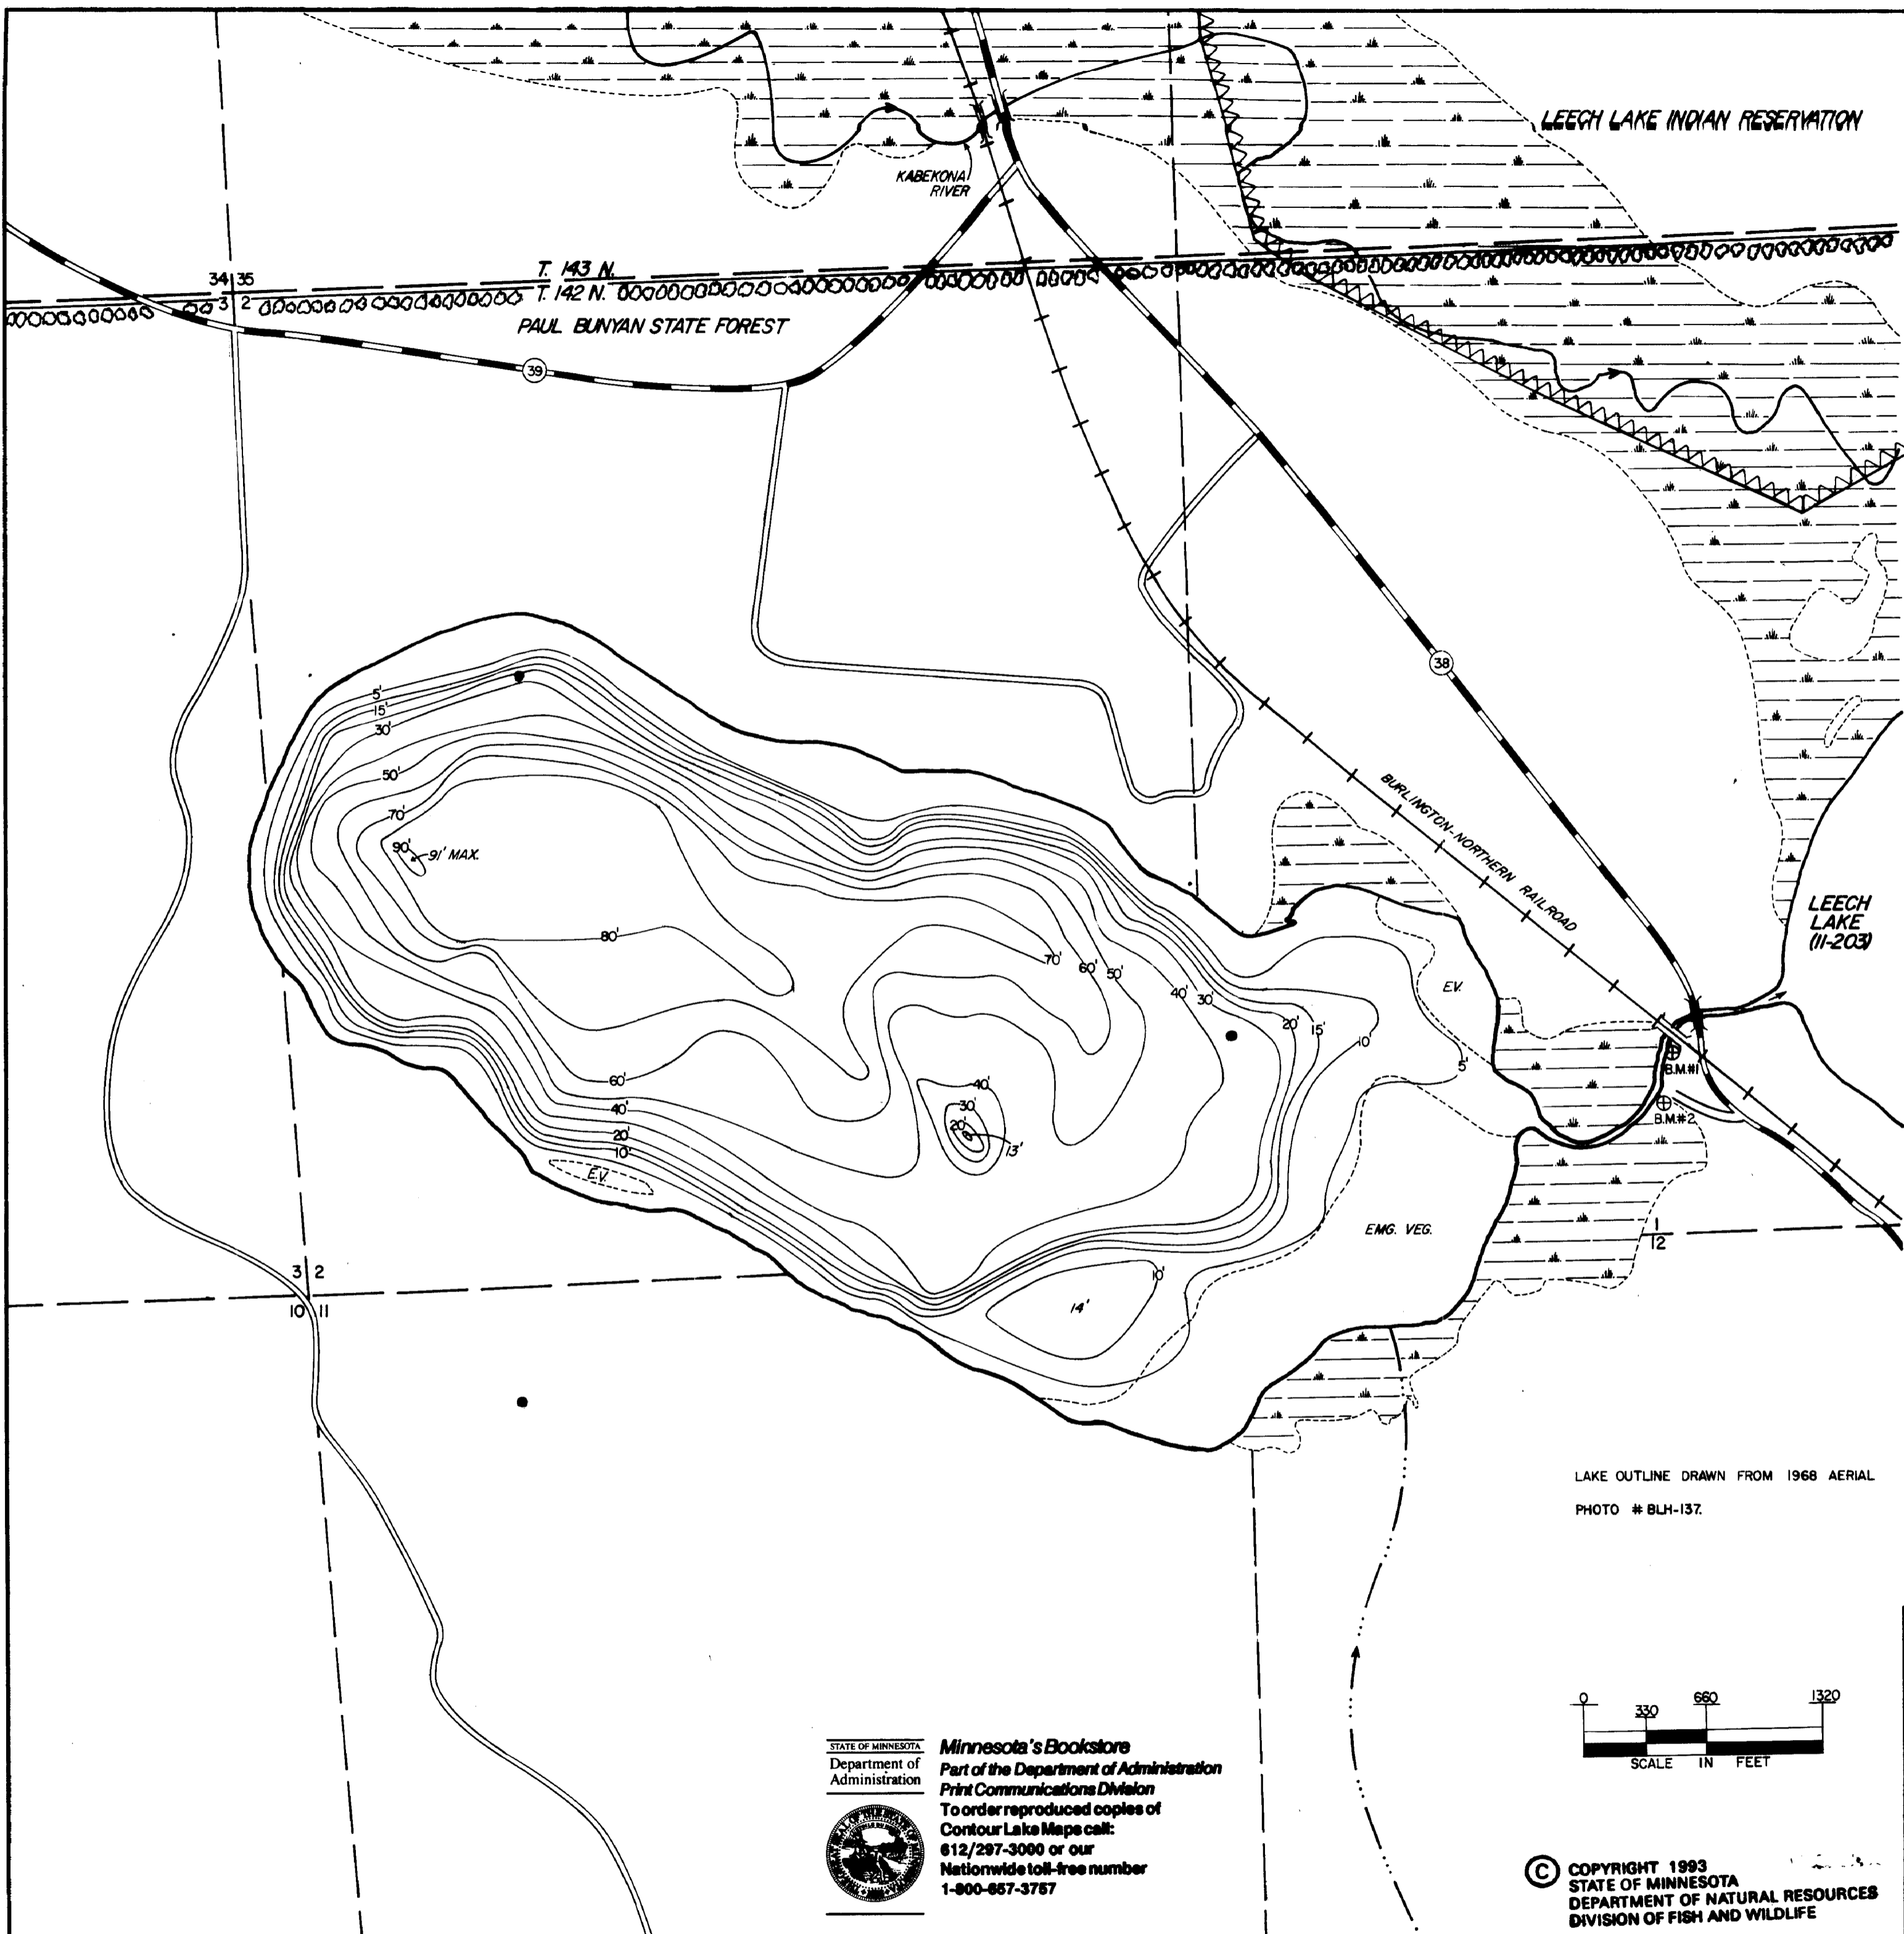 LEECH LAKE INDIAN RESERVATION
KABEKONA
RIVER
34 35
3 2
T. 143 N.
T. 142 N.
PAUL BUNYAN STATE FOREST
39
38
5'
15'
30'
50'
70'
90'
91' MAX.
80'
BURLINGTON-NORTHERN RAILROAD
LEECH
LAKE
(11-203)
70'
60'
50'
40'
30'
20'
15'
10'
5'
E.V.
B.M.#1
B.M.#2
60'
40'
20'
10'
E.V.
40'
30'
20'
13'
EMG. VEG.
12
3 2
10 11
10'
14'
LAKE OUTLINE DRAWN FROM 1968 AERIAL
PHOTO # BLH-137.
0 330 660 1320
SCALE IN FEET
STATE OF MINNESOTA
Department of
Administration
Minnesota's Bookstore
Part of the Department of Administration
Print Communications Division
To order reproduced copies of
Contour Lake Maps call:
612/297-3000 or our
Nationwide toll-free number
1-800-657-3757
© COPYRIGHT 1993
STATE OF MINNESOTA
DEPARTMENT OF NATURAL RESOURCES
DIVISION OF FISH AND WILDLIFE